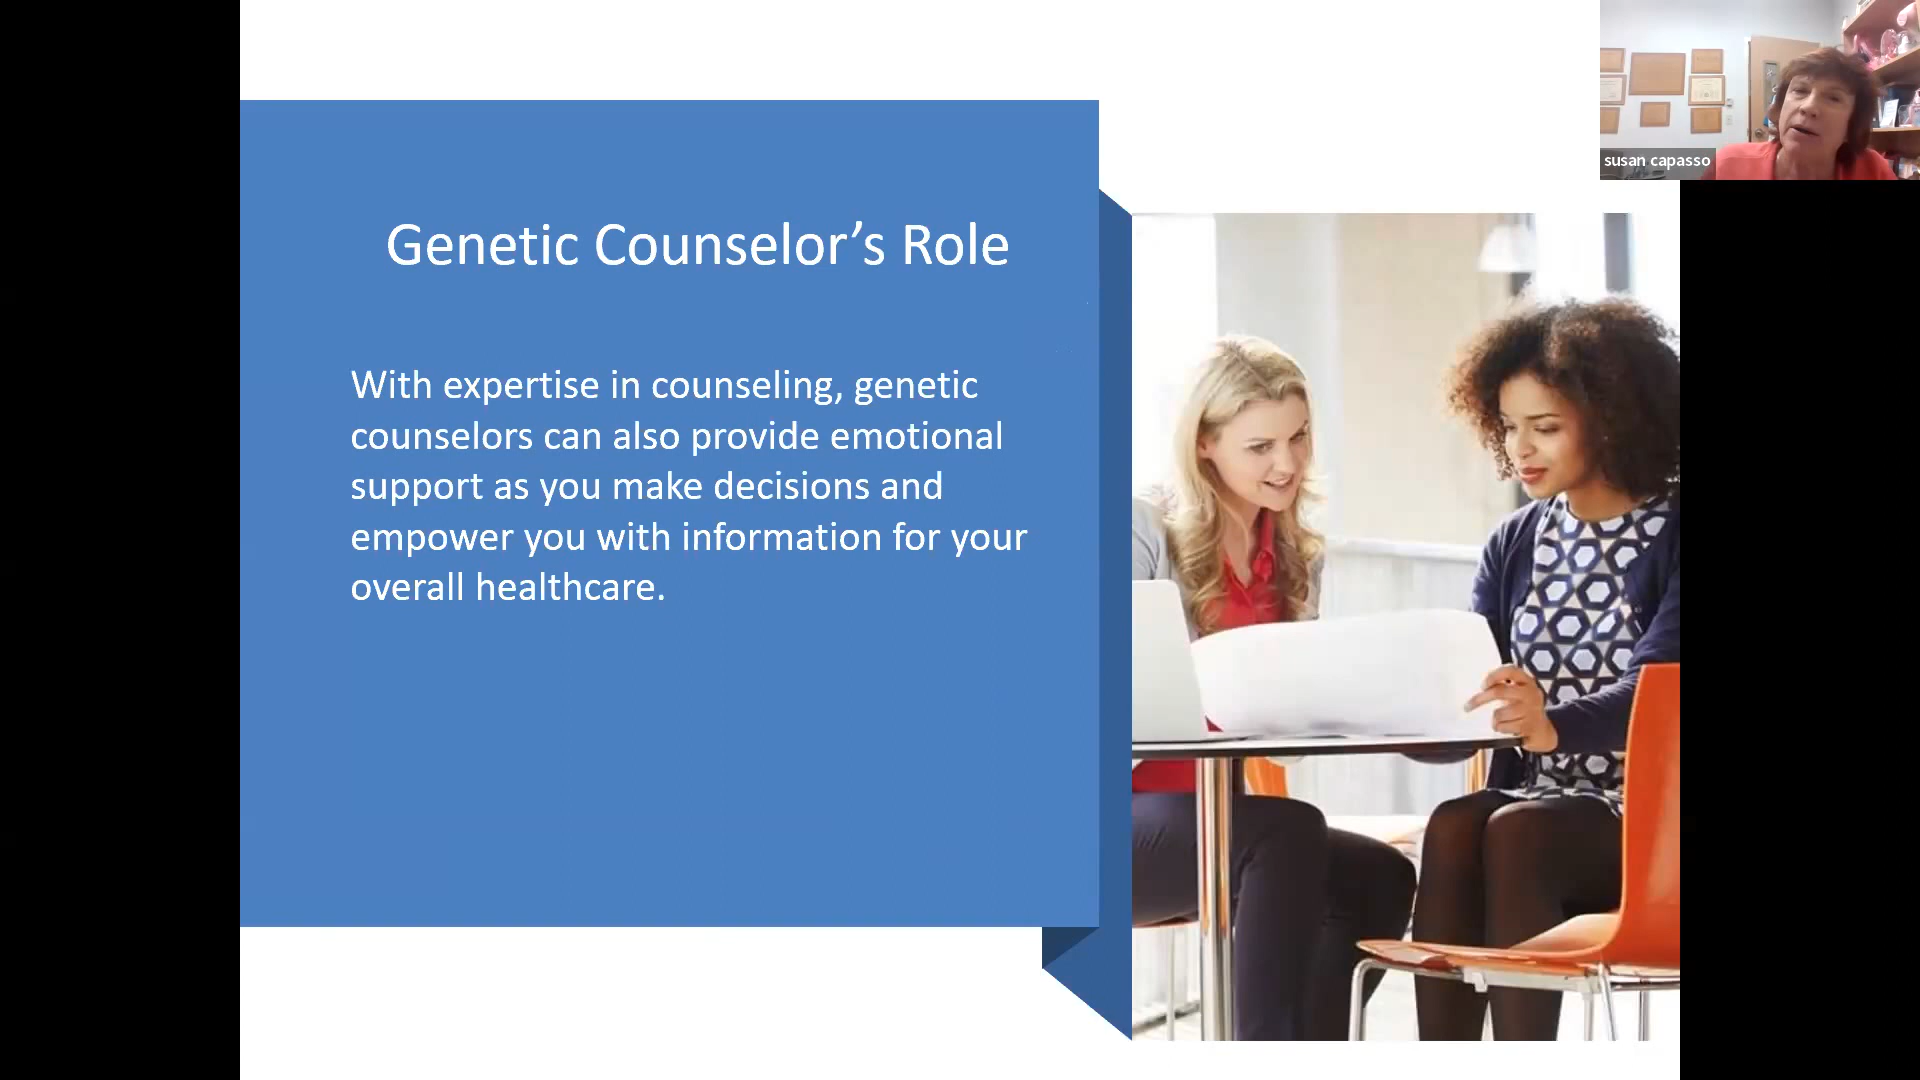 Genetic Counselor’s Role
With expertise in counseling, genetic
counselors can also provide emotional
support as you make decisions and
empower you with information for your
overall healthcare.
susan capasso